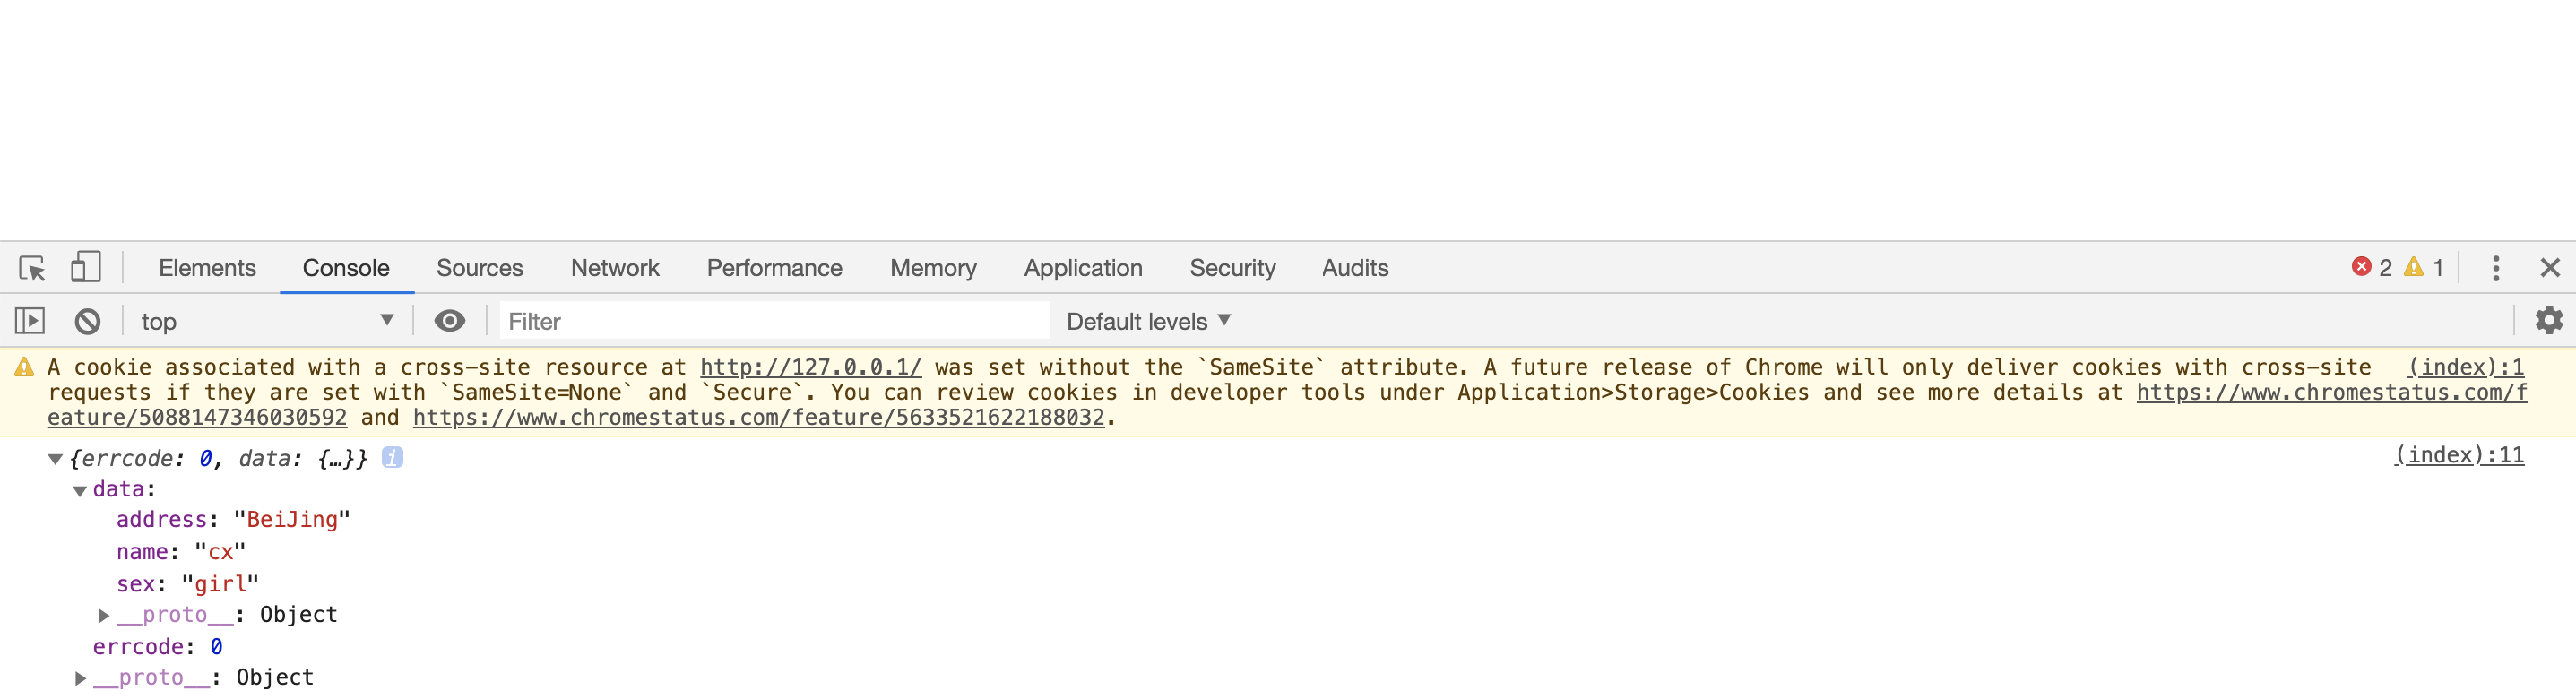 Elements Console Sources Network Performance Memory Application Security Audits 2 1
top Filter Default levels
A cookie associated with a cross-site resource at http://127.0.0.1/ was set without the `SameSite` attribute. A future release of Chrome will only deliver cookies with cross-site (index):1
requests if they are set with `SameSite=None` and `Secure`. You can review cookies in developer tools under Application>Storage>Cookies and see more details at https://www.chromestatus.com/f
eature/5088147346030592 and https://www.chromestatus.com/feature/5633521622188032.
{errcode: 0, data: {…}} i (index):11
data:
address: "BeiJing"
name: "cx"
sex: "girl"
__proto__: Object
errcode: 0
__proto__: Object